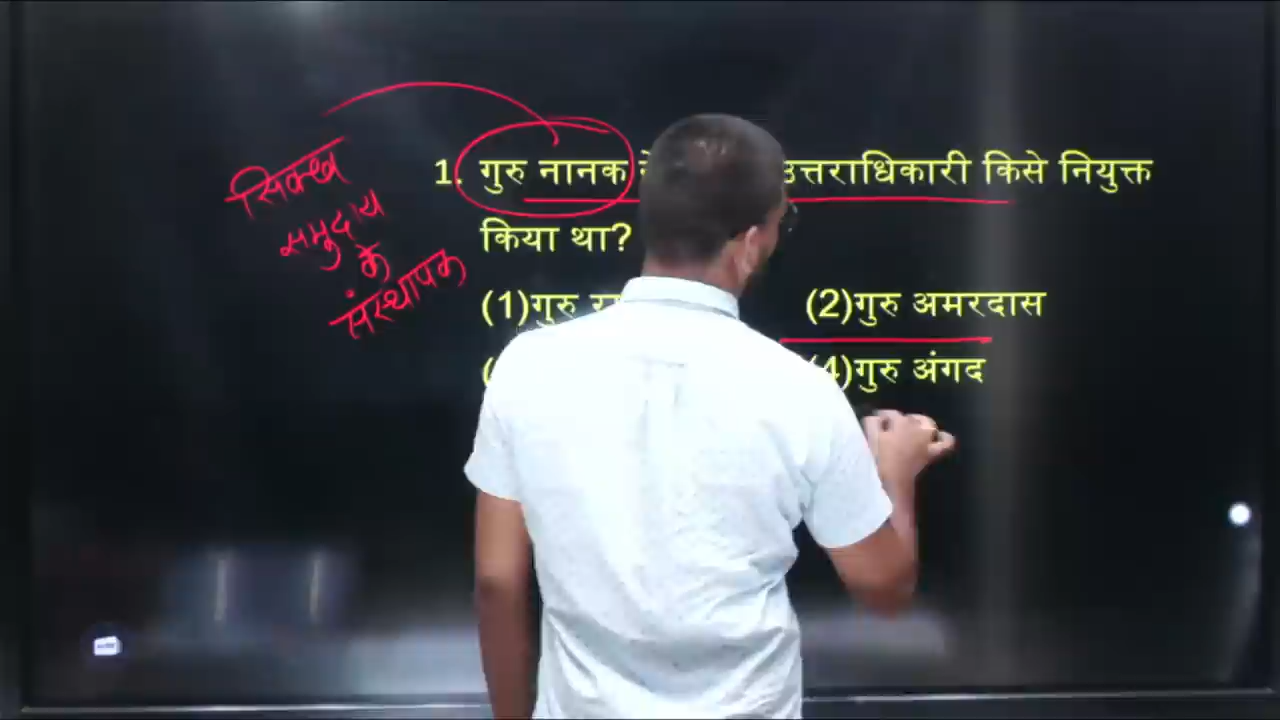 सिक्ख
समुदाय
के
संस्थापक
1. गुरु नानक उत्तराधिकारी किसे नियुक्त
किया था?
(1)गुरु (2)गुरु अमरदास
(4)गुरु अंगद